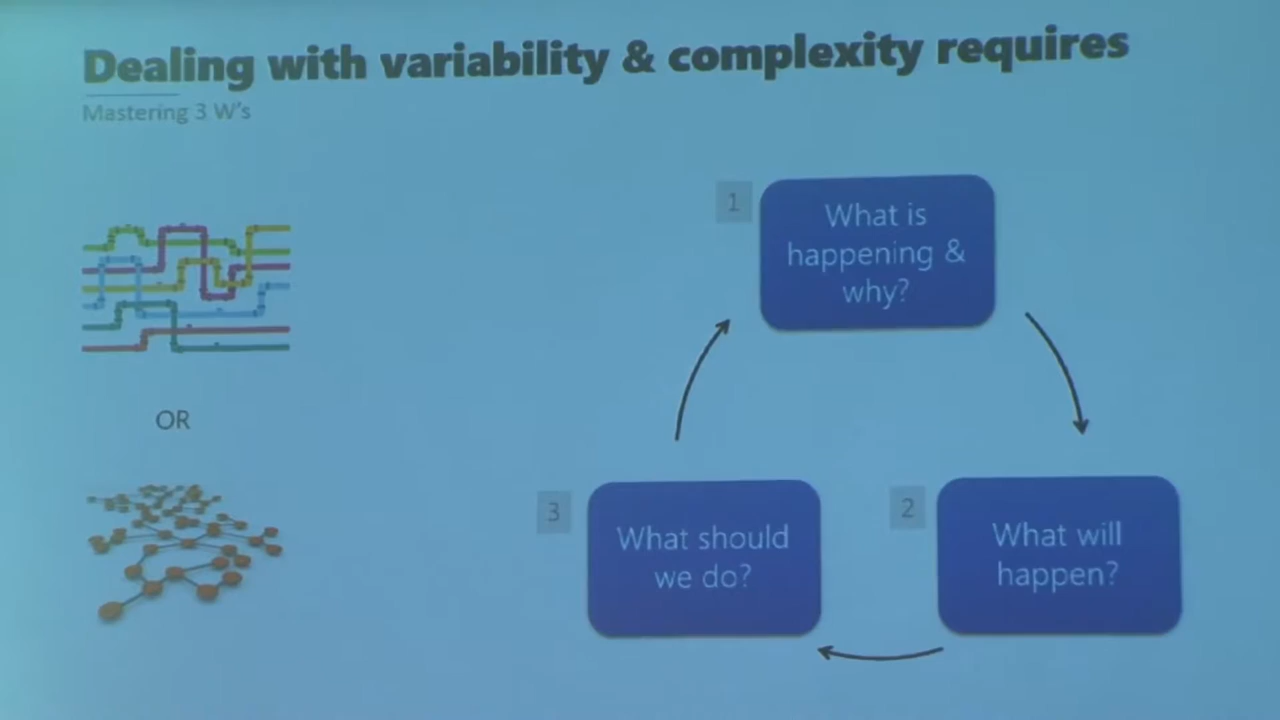 Dealing with variability & complexity requires
Mastering 3 W's
OR
1
What is
happening &
why?
2
What will
happen?
3
What should
we do?